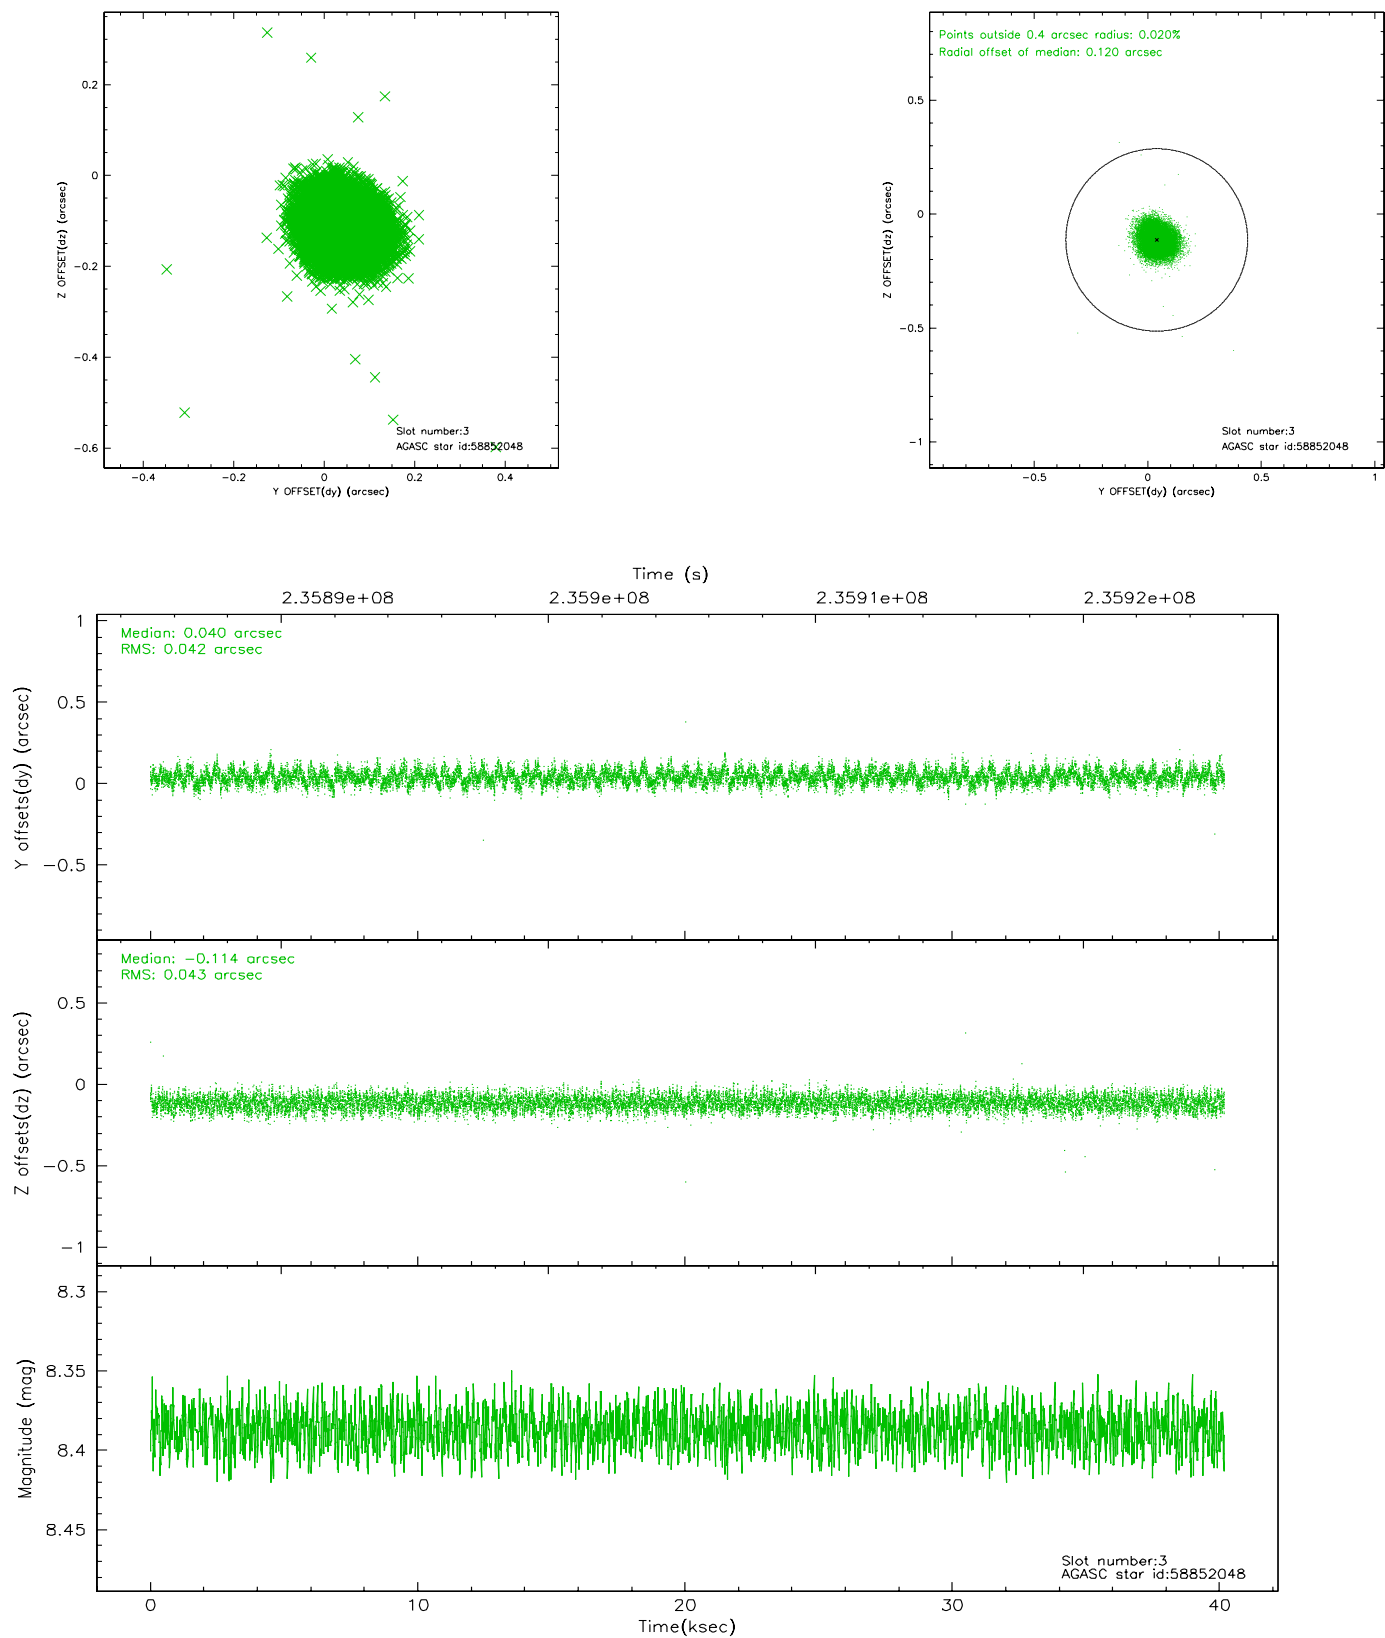 0.2
0
−0.2
−0.4
−0.6
Z OFFSET(dz) (arcsec)
Slot number:3
AGASC star id:58852048
−0.4
−0.2
0
0.2
0.4
Y OFFSET(dy) (arcsec)
Points outside 0.4 arcsec radius: 0.020%
Radial offset of median: 0.120 arcsec
0.5
0
−0.5
−1
Z OFFSET(dz) (arcsec)
Slot number:3
AGASC star id:58852048
−0.5
0
0.5
1
Y OFFSET(dy) (arcsec)
Time (s)
2.3589e+08
2.359e+08
2.3591e+08
2.3592e+08
Median: 0.040 arcsec
RMS: 0.042 arcsec
1
0.5
0
−0.5
Y offsets(dy) (arcsec)
Median: −0.114 arcsec
RMS: 0.043 arcsec
0.5
0
−0.5
−1
Z offsets(dz) (arcsec)
8.3
8.35
8.4
8.45
Magnitude (mag)
Slot number:3
AGASC star id:58852048
0
10
20
30
40
Time(ksec)